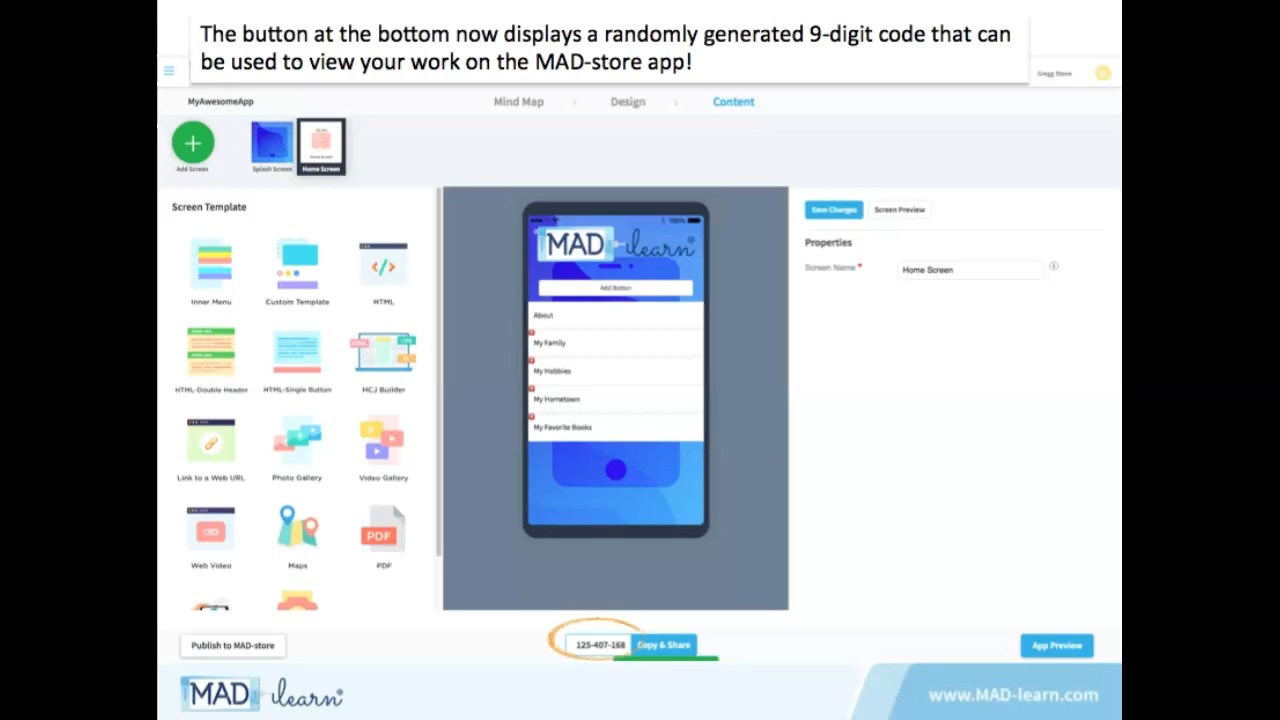 The button at the bottom now displays a randomly generated 9-digit code that can
be used to view your work on the MAD-store app!
Gregg Stone
MyAwesomeApp
Mind Map
Design
Content
Add Screen
Splash Screen
Home Screen
Screen Template
Inner Menu
Custom Template
HTML
HTML-Double Header
HTML-Single Button
HCJ Builder
Link to a Web URL
Photo Gallery
Video Gallery
Web Video
Maps
PDF
PDF
100%
MAD learn
Add Button
About
My Family
My Hobbies
My Hometown
My Favorite Books
Save Changes
Screen Preview
Properties
Screen Name *
Home Screen
Publish to MAD-store
125-407-168
Copy & Share
App Preview
MAD learn
www.MAD-learn.com